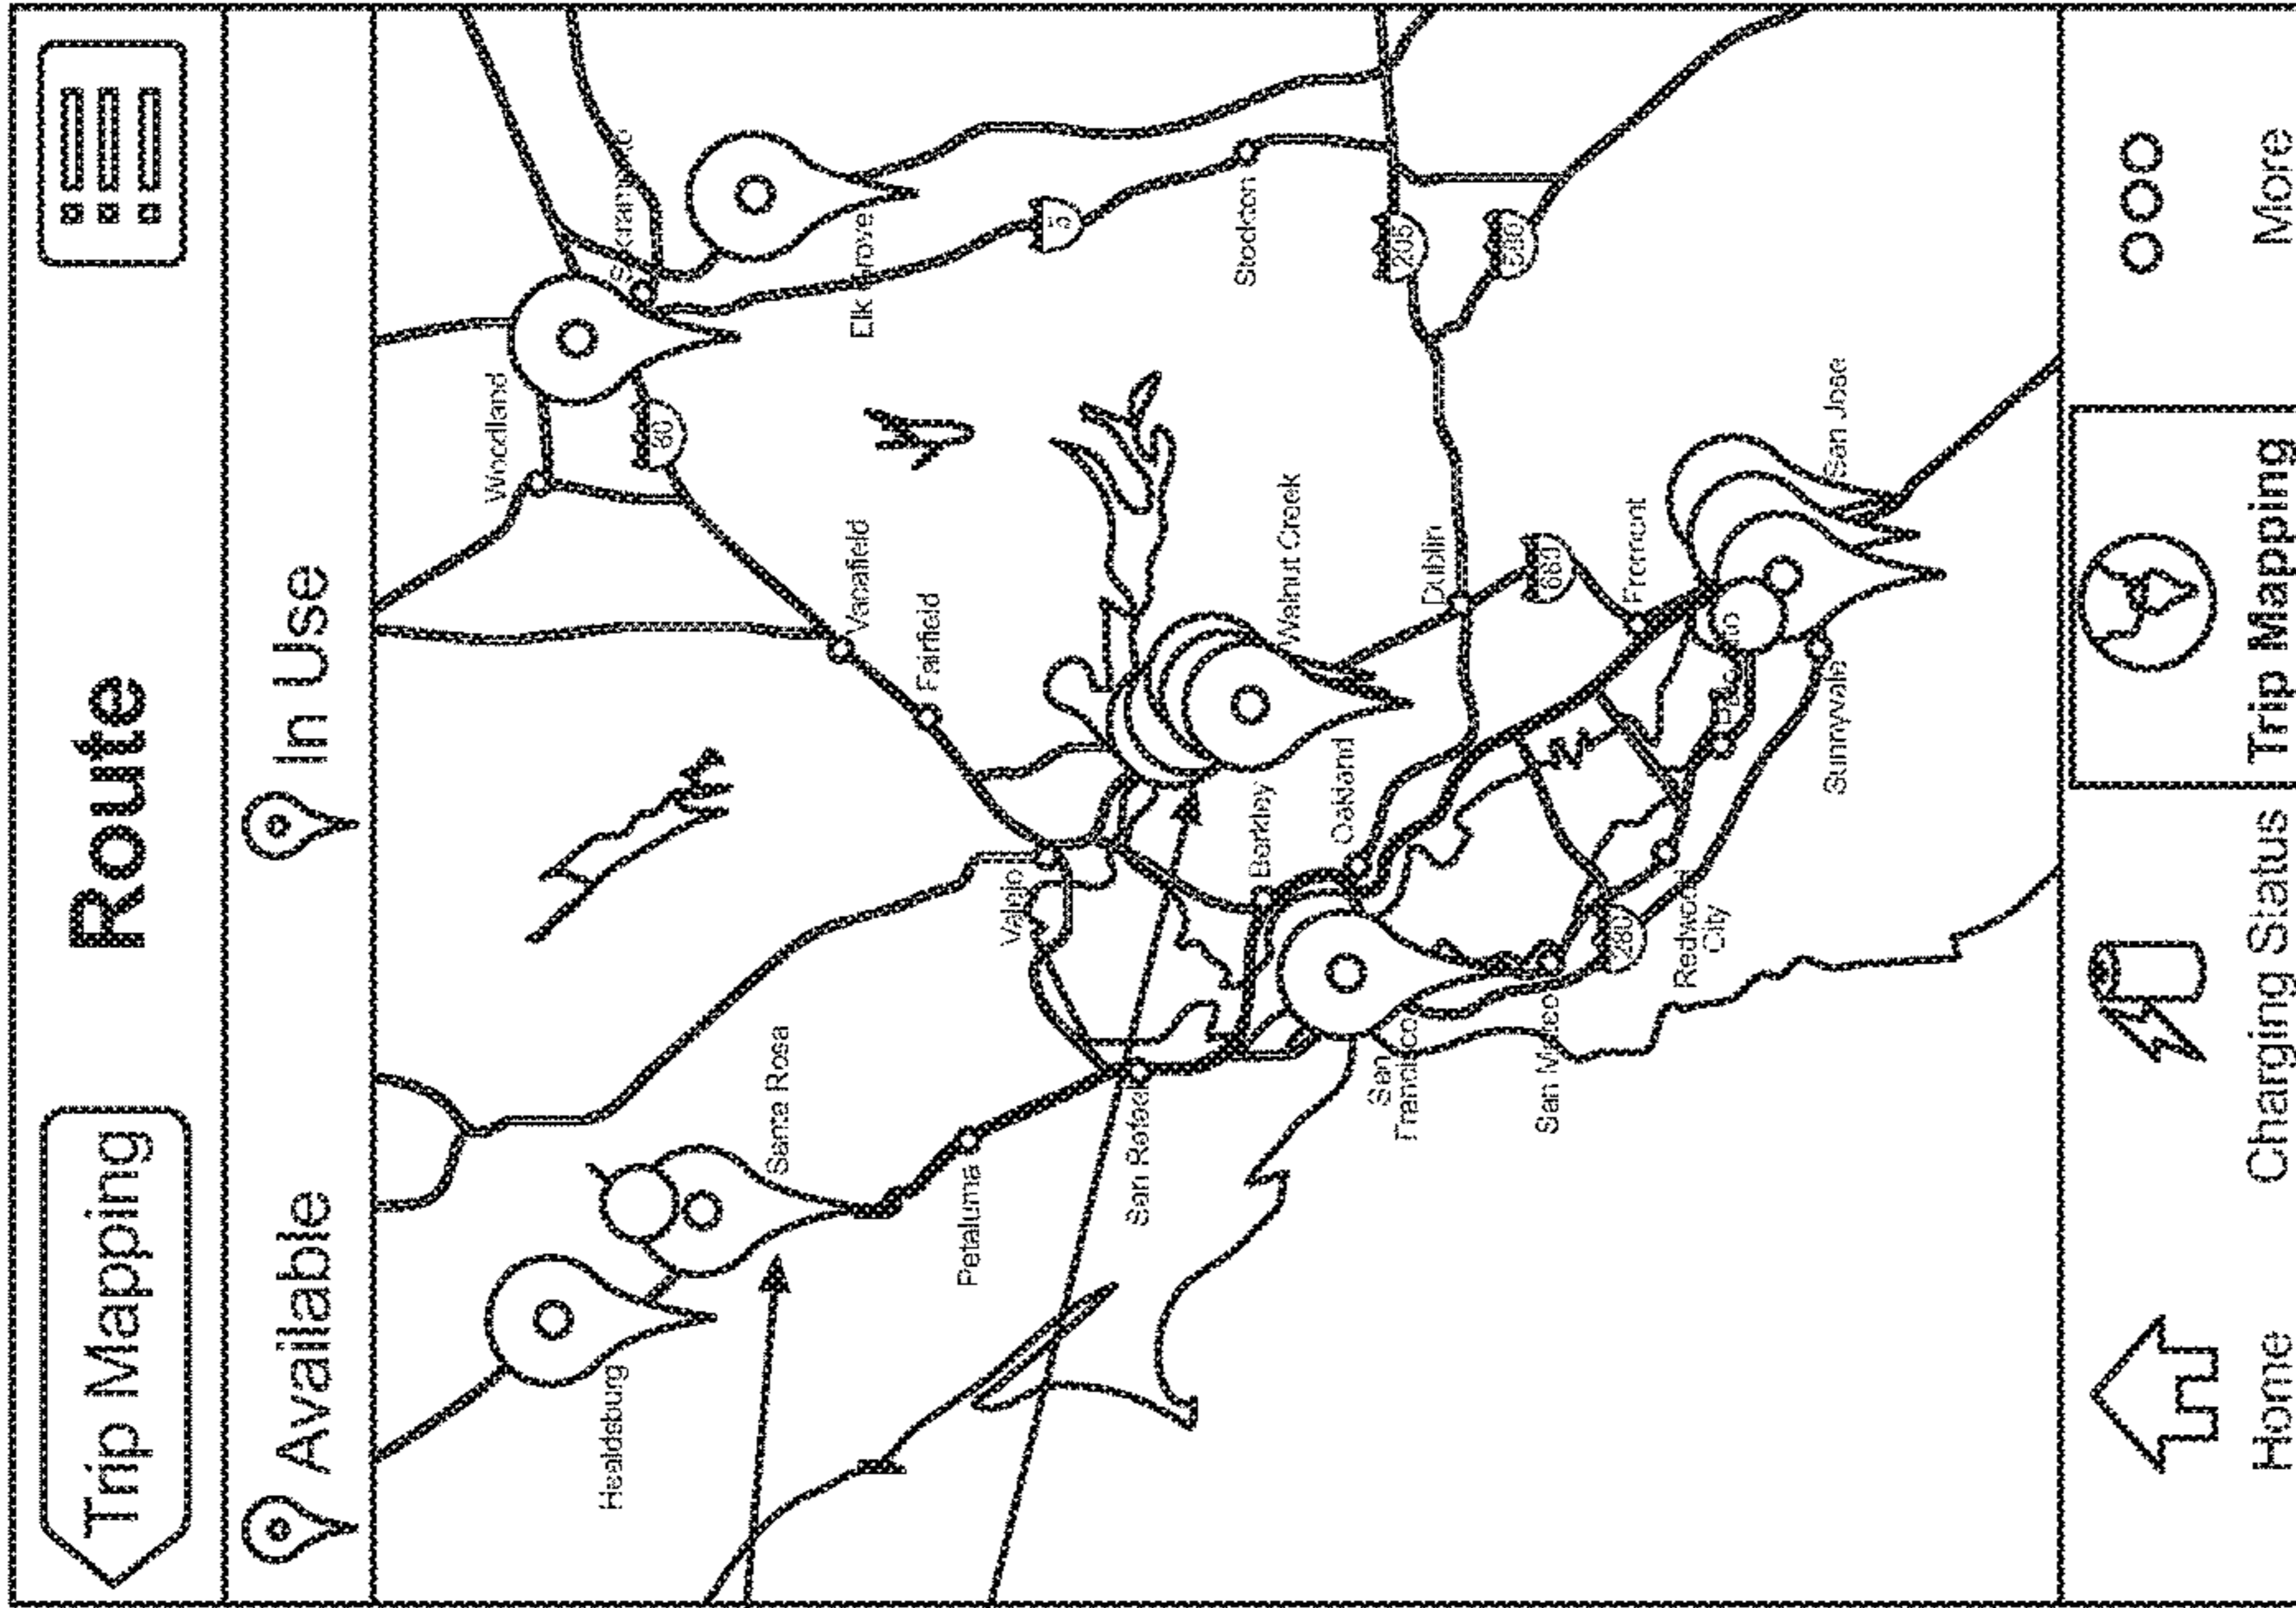 Trip Mapping
Route
Available
In Use
Woodland
Healdsburg
80
Santa Rosa
Vacafield
Elk Grove
Fairfield
Petaluma
Valejo
5
San Rafael
Stockton
Berkley
Walnut Creek
Oakland
San
Francisco
205
Dublin
580
San Mateo
680
280
Fremont
Redwood
City
Sunnyvale
San Jose
Home
Charging Status
Trip Mapping
More